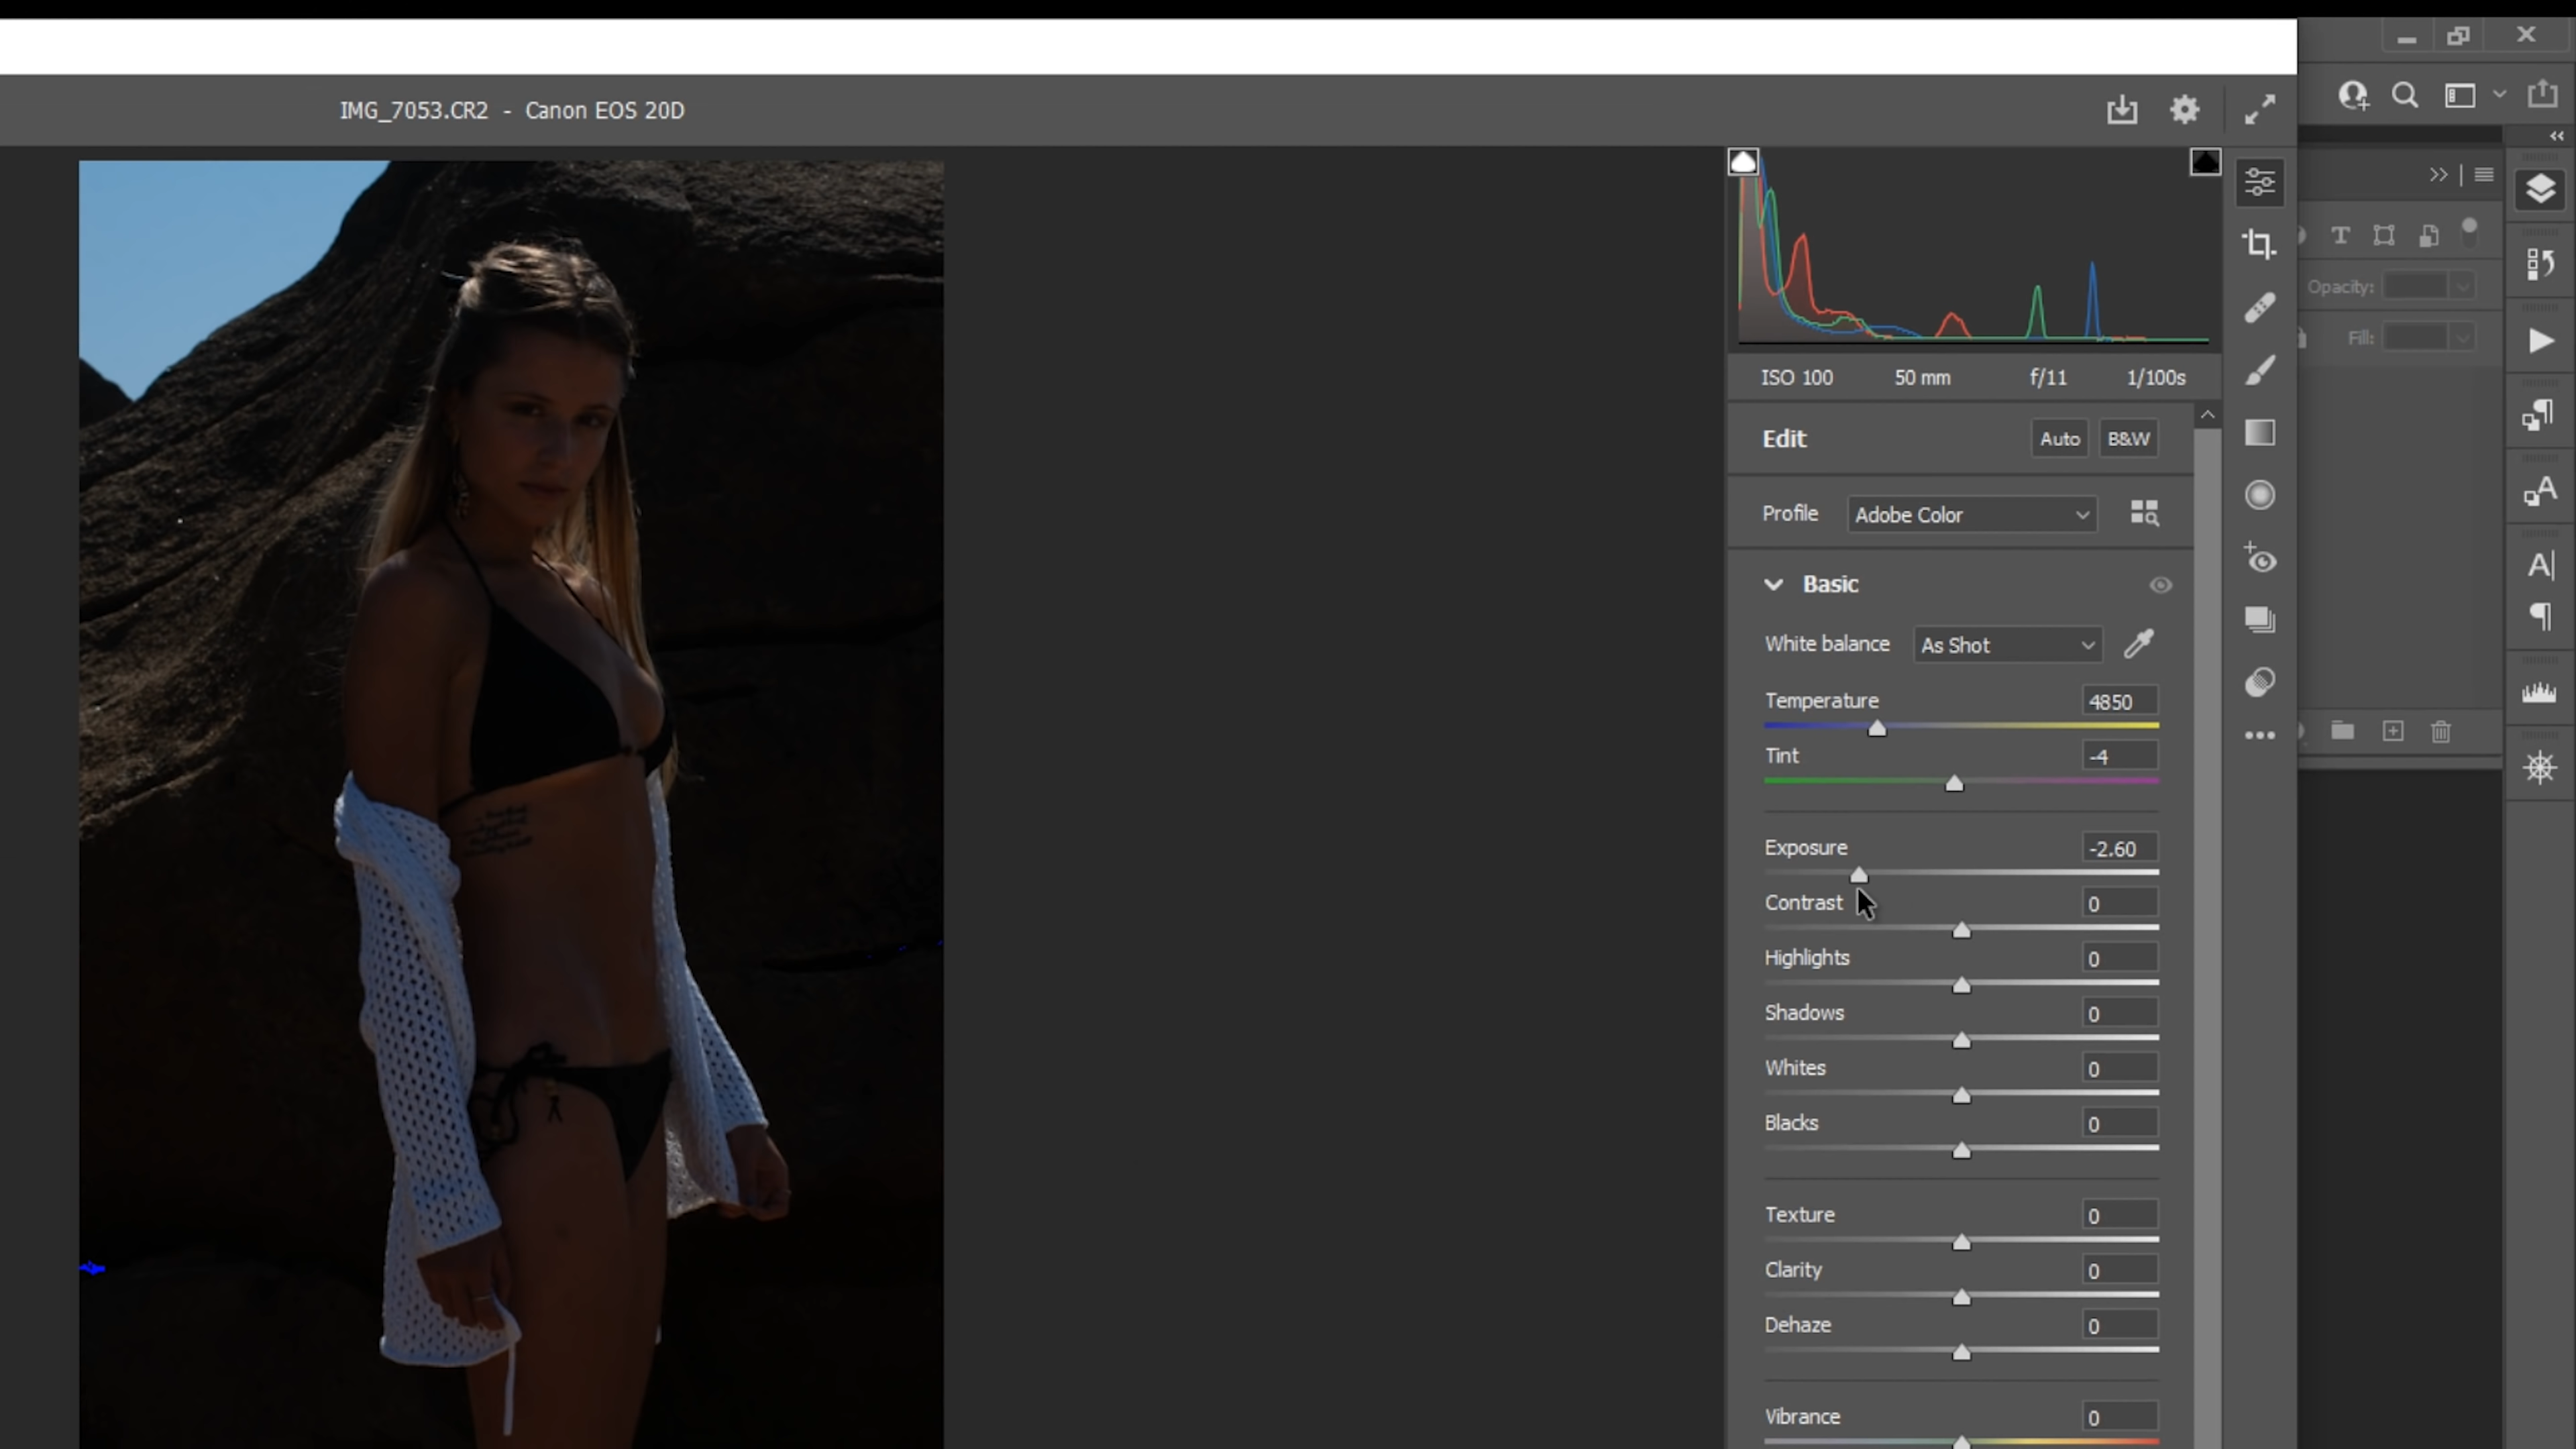 IMG_7053.CR2 - Canon EOS 20D
ISO 100 50 mm f/11 1/100s
Edit Auto B&W
Profile Adobe Color
Basic
White balance As Shot
Temperature 4850
Tint -4
Exposure -2.60
Contrast 0
Highlights 0
Shadows 0
Whites 0
Blacks 0
Texture 0
Clarity 0
Dehaze 0
Vibrance 0
Opacity:
Fill: